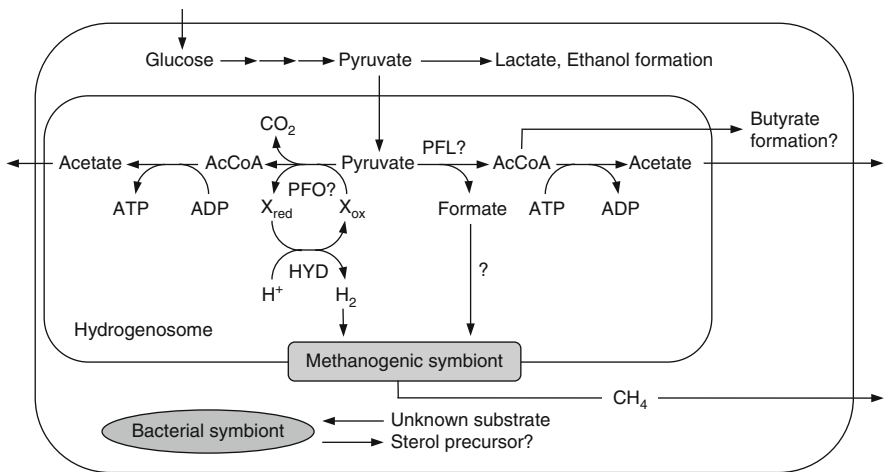 Glucose
Pyruvate
Lactate, Ethanol formation
Butyrate
formation?
CO2
Acetate
AcCoA
Pyruvate
PFL?
AcCoA
Acetate
PFO?
ATP
ADP
Xred
Xox
Formate
ATP
ADP
HYD
?
H+
H2
Hydrogenosome
Methanogenic symbiont
CH4
Bacterial symbiont
Unknown substrate
Sterol precursor?